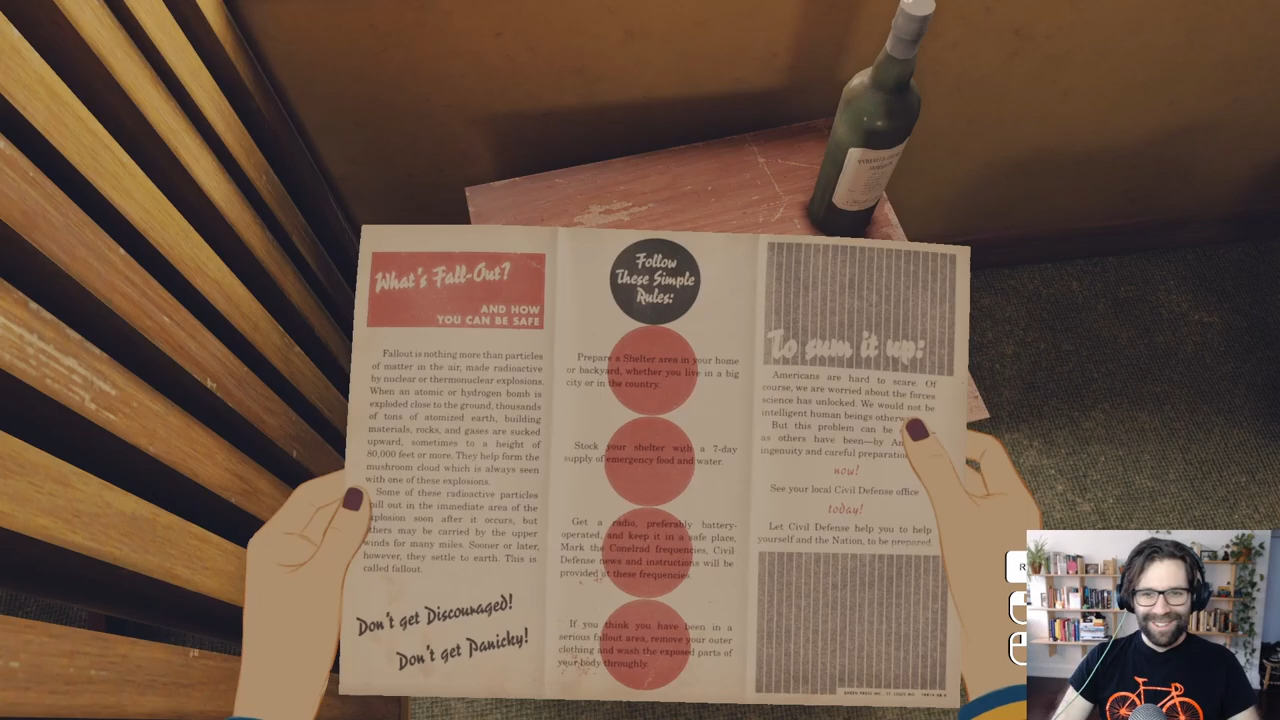 What's Fall-Out?
AND HOW
YOU CAN BE SAFE
Fallout is nothing more than particles
of matter in the air, made radioactive
by nuclear or thermonuclear explosions.
When an atomic or hydrogen bomb is
exploded close to the ground, thousands
of tons of atomized earth, building
materials, rocks, and gases are sucked
upward, sometimes to a height of
80,000 feet or more. They help form the
mushroom cloud which is always seen
with one of these explosions.
Some of these radioactive particles
out in the immediate area of the
explosion soon after it occurs, but
others may be carried by the upper
winds for many miles. Sooner or later,
however, they settle to earth. This is
called fallout.
Don't get Discouraged!
Don't get Panicky!
Follow
These Simple
Rules:
Prepare a Shelter area in your home
or backyard, whether you live in a big
city or in the country.
Stock your shelter with a 7-day
supply of emergency food and water.
Get a radio, preferably battery-
operated, and keep it in a safe place,
Mark the Conelrad frequencies, Civil
Defense news and instructions will be
provided at these frequencies.
If you think you have been in a
serious fallout area, remove your outer
clothing and wash the exposed parts of
your body throughly.
To sum it up:
Americans are hard to scare. Of
course, we are worried about the forces
science has unlocked. We would not be
intelligent human beings otherw
But this problem can be
as others have been—by Am
ingenuity and careful preparation
now!
See your local Civil Defense office
today!
Let Civil Defense help you to help
yourself and the Nation, to be prepared.
R